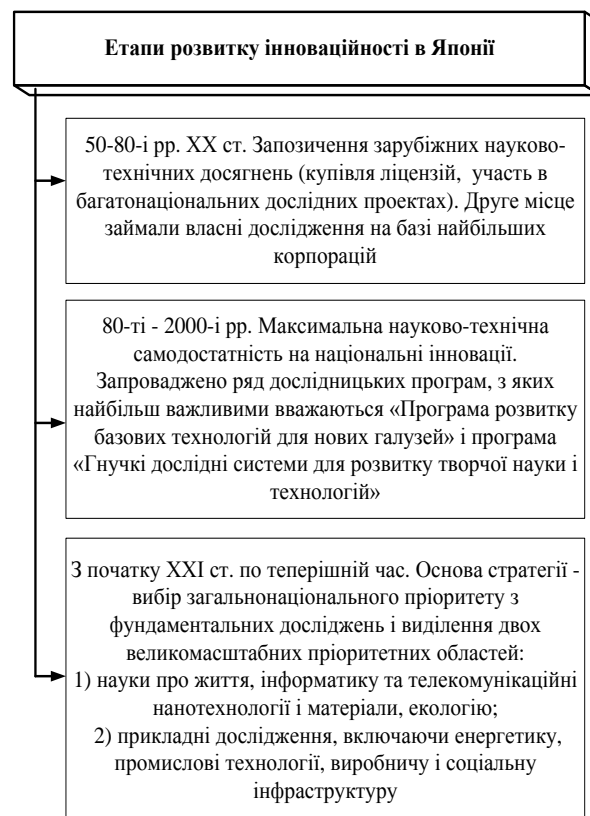 Етапи розвитку інноваційності в Японії
50-80-і рр. XX ст. Запозичення зарубіжних науково-
технічних досягнень (купівля ліцензій, участь в
багатонаціональних дослідних проектах). Друге місце
займали власні дослідження на базі найбільших
корпорацій
80-ті - 2000-і рр. Максимальна науково-технічна
самодостатність на національні інновації.
Запроваджено ряд дослідницьких програм, з яких
найбільш важливими вважаються «Програма розвитку
базових технологій для нових галузей» і програма
«Гнучкі дослідні системи для розвитку творчої науки і
технологій»
З початку XXI ст. по теперішній час. Основа стратегії -
вибір загальнонаціонального пріоритету з
фундаментальних досліджень і виділення двох
великомасштабних пріоритетних областей:
1) науки про життя, інформатику та телекомунікаційні
нанотехнології і матеріали, екологію;
2) прикладні дослідження, включаючи енергетику,
промислові технології, виробничу і соціальну
інфраструктуру